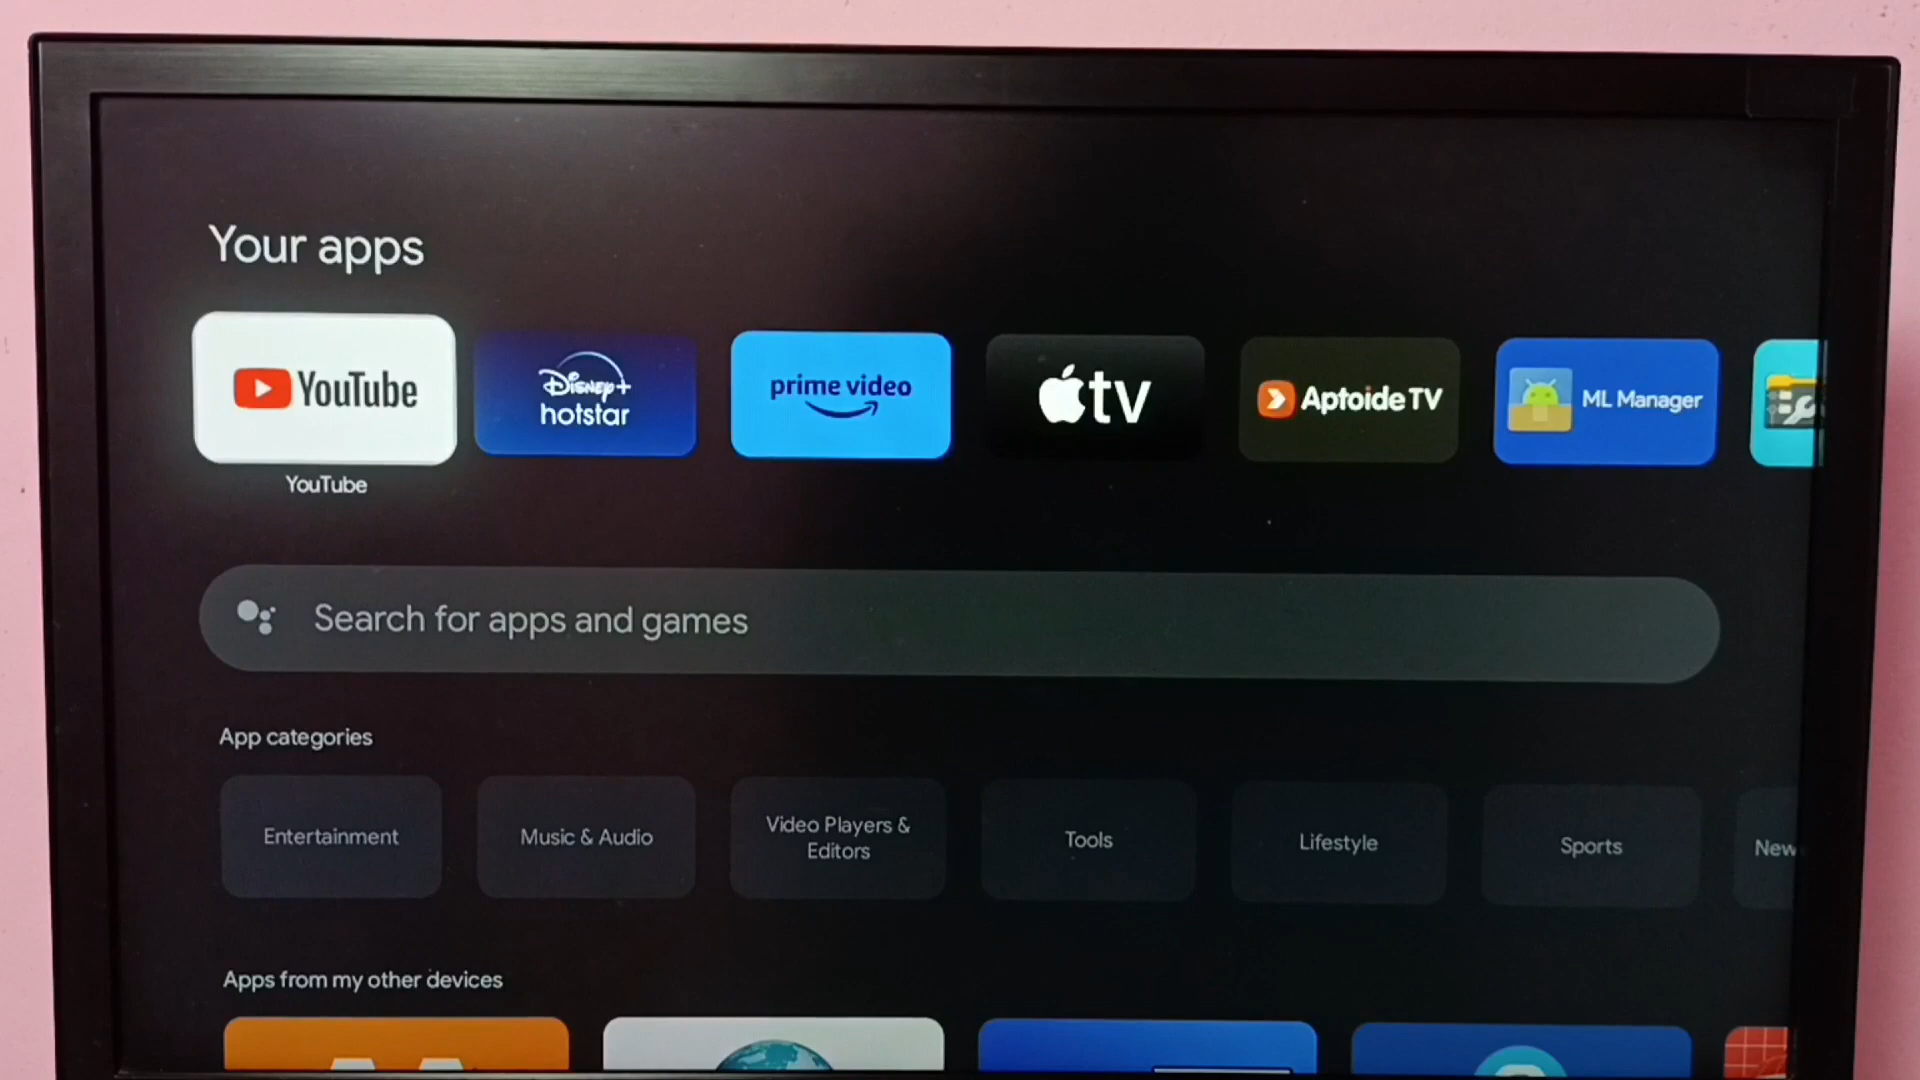 Your apps
YouTube
Disney+
hotstar
prime video
tv
Aptoide TV
ML Manager
YouTube
Search for apps and games
App categories
Entertainment
Music & Audio
Video Players &
Editors
Tools
Lifestyle
Sports
New
Apps from my other devices